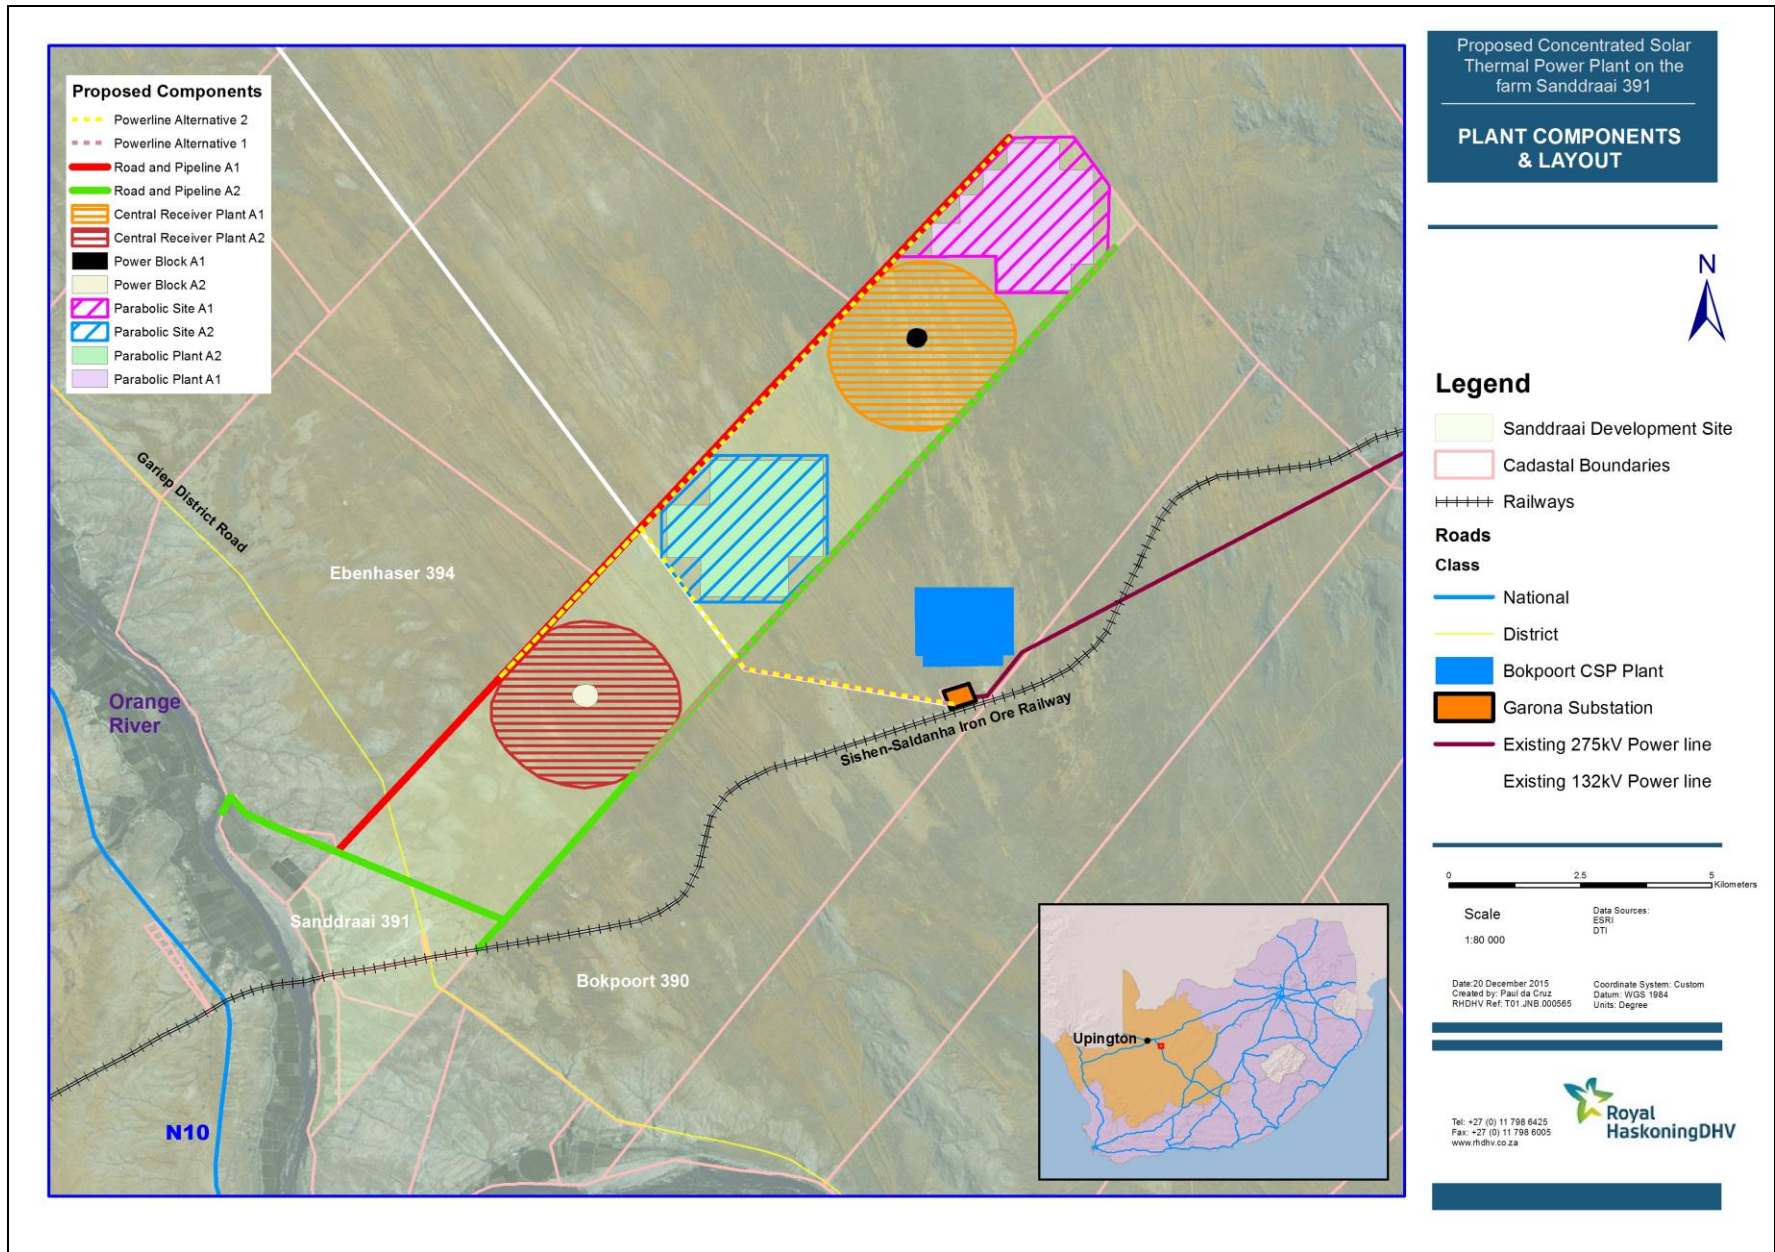 Proposed Components
Powerline Alternative 2
Powerline Alternative 1
Road and Pipeline A1
Road and Pipeline A2
Central Receiver Plant A1
Central Receiver Plant A2
Power Block A1
Power Block A2
Parabolic Site A1
Parabolic Site A2
Parabolic Plant A2
Parabolic Plant A1
Gariep District Road
Ebenhaser 394
Orange
River
Sishen-Saldanha Iron Ore Railway
Sanddraai 391
Bokpoort 390
N10
Upington
Proposed Concentrated Solar
Thermal Power Plant on the
farm Sanddraai 391
PLANT COMPONENTS
& LAYOUT
N
Legend
Sanddraai Development Site
Cadastal Boundaries
Railways
Roads
Class
National
District
Bokpoort CSP Plant
Garona Substation
Existing 275kV Power line
Existing 132kV Power line
0 2.5 5
Kilometers
Scale
1:80 000
Data Sources:
ESRI
DTI
Date:20 December 2015
Created by: Paul da Cruz
RHDHV Ref: T01.JNB.000565
Coordinate System: Custom
Datum: WGS 1984
Units: Degree
Tel: +27 (0) 11 798 6425
Fax: +27 (0) 11 798 6005
www.rhdhv.co.za
Royal
HaskoningDHV